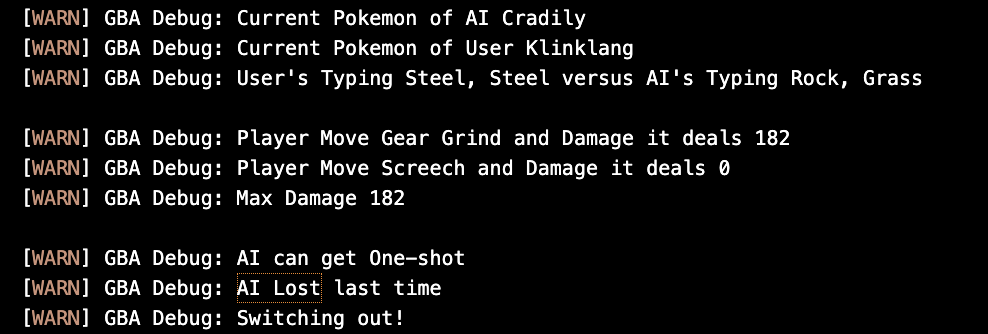 [WARN] GBA Debug: Current Pokemon of AI Cradily
[WARN] GBA Debug: Current Pokemon of User Klinklang
[WARN] GBA Debug: User's Typing Steel, Steel versus AI's Typing Rock, Grass
[WARN] GBA Debug: Player Move Gear Grind and Damage it deals 182
[WARN] GBA Debug: Player Move Screech and Damage it deals 0
[WARN] GBA Debug: Max Damage 182
[WARN] GBA Debug: AI can get One-shot
[WARN] GBA Debug: AI Lost last time
[WARN] GBA Debug: Switching out!